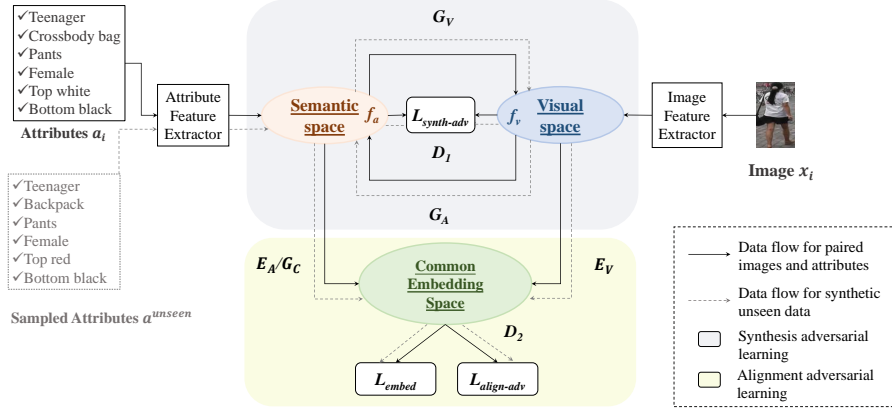 ✓Teenager
✓Crossbody bag
✓Pants
✓Female
✓Top white
✓Bottom black
Attributes a_i
Attribute
Feature
Extractor
✓Teenager
✓Backpack
✓Pants
✓Female
✓Top red
✓Bottom black
Sampled Attributes a^unseen
G_V
Semantic
space
f_a
L_synth-adv
f_v
Visual
space
D_1
G_A
Image
Feature
Extractor
Image x_i
E_A/G_C
Common
Embedding
Space
E_V
D_2
L_embed
L_align-adv
Data flow for paired
images and attributes
Data flow for synthetic
unseen data
Synthesis adversarial
learning
Alignment adversarial
learning